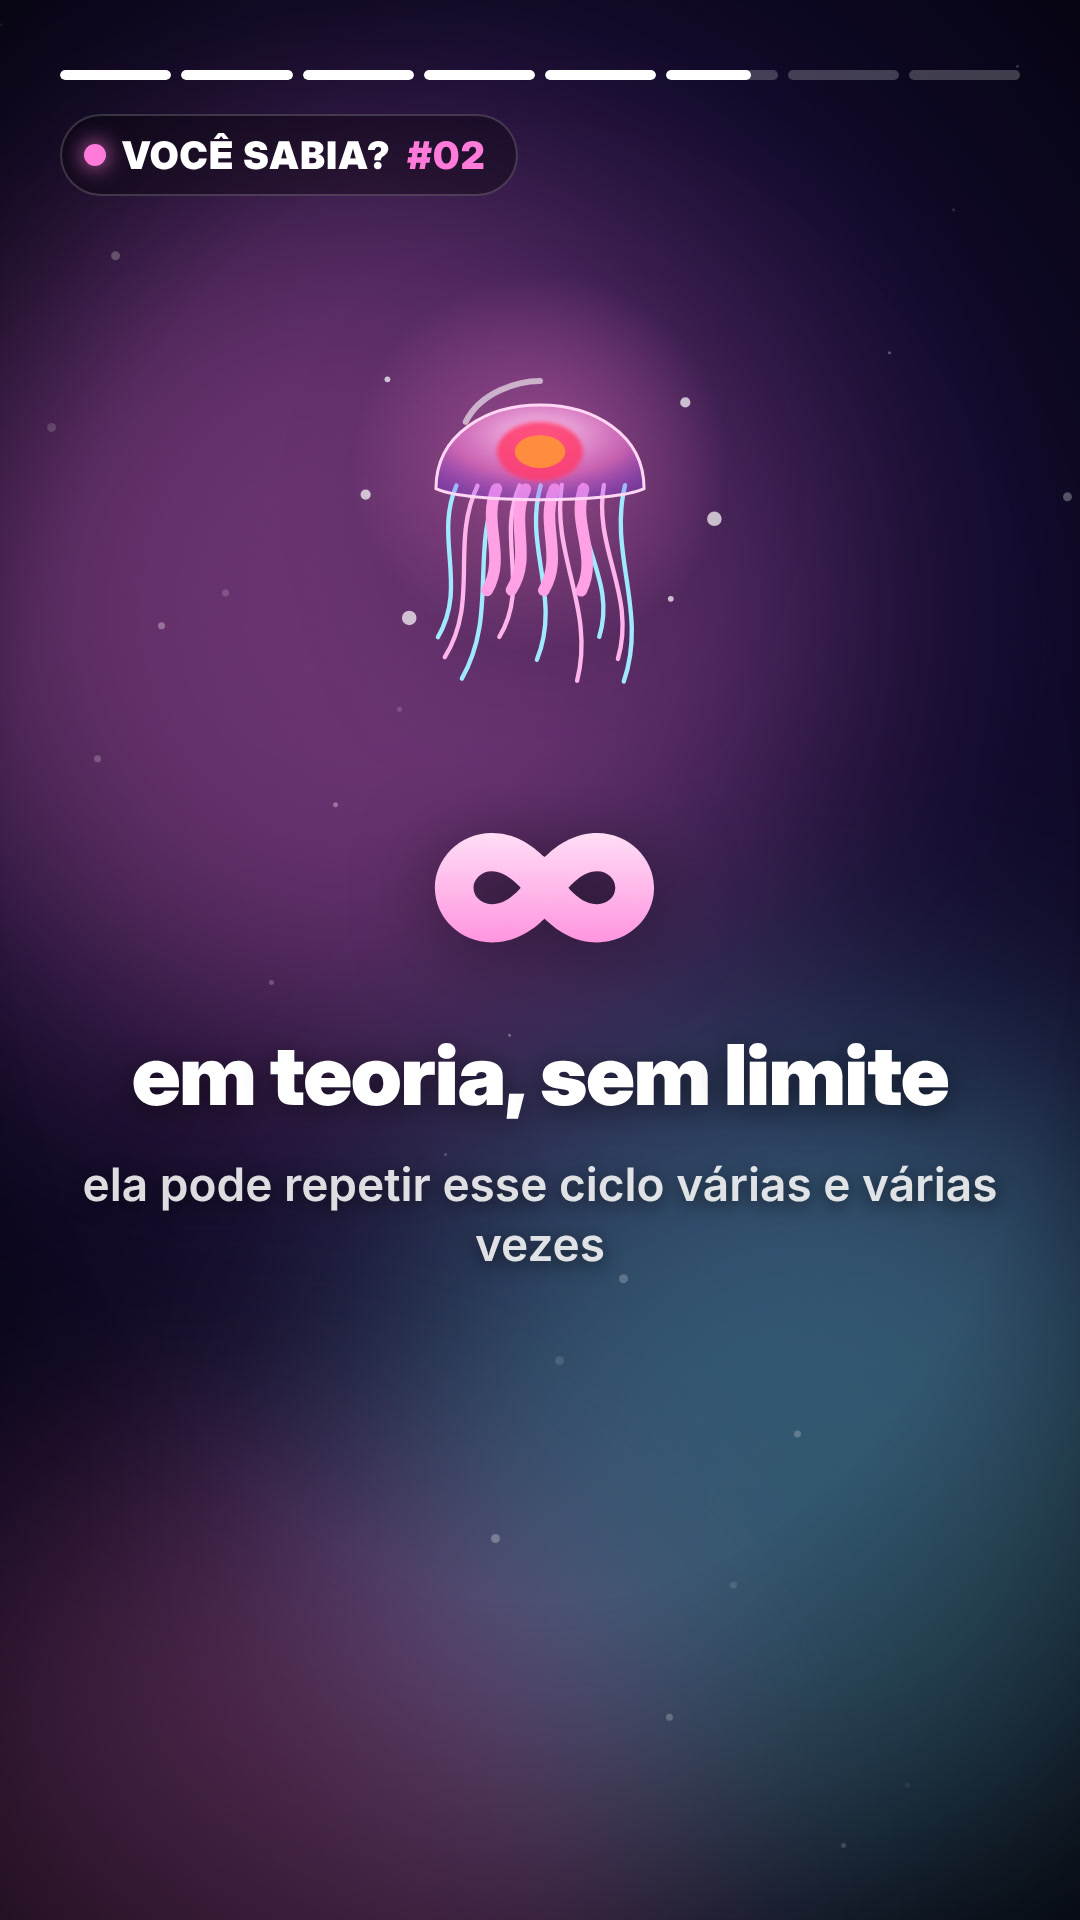 VOCÊ SABIA? #02
∞
em teoria, sem limite
ela pode repetir esse ciclo várias e várias
vezes